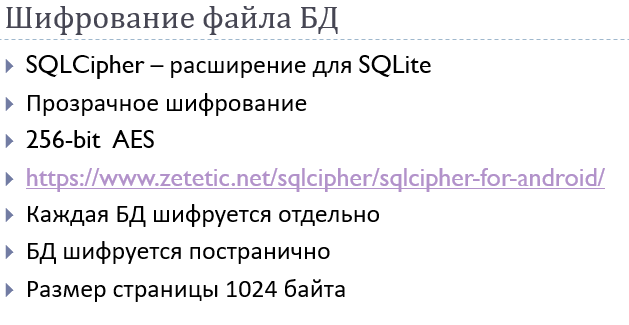 Шифрование файла БД
SQLCipher – расширение для SQLite
Прозрачное шифрование
256-bit AES
https://www.zetetic.net/sqlcipher/sqlcipher-for-android/
Каждая БД шифруется отдельно
БД шифруется постранично
Размер страницы 1024 байта